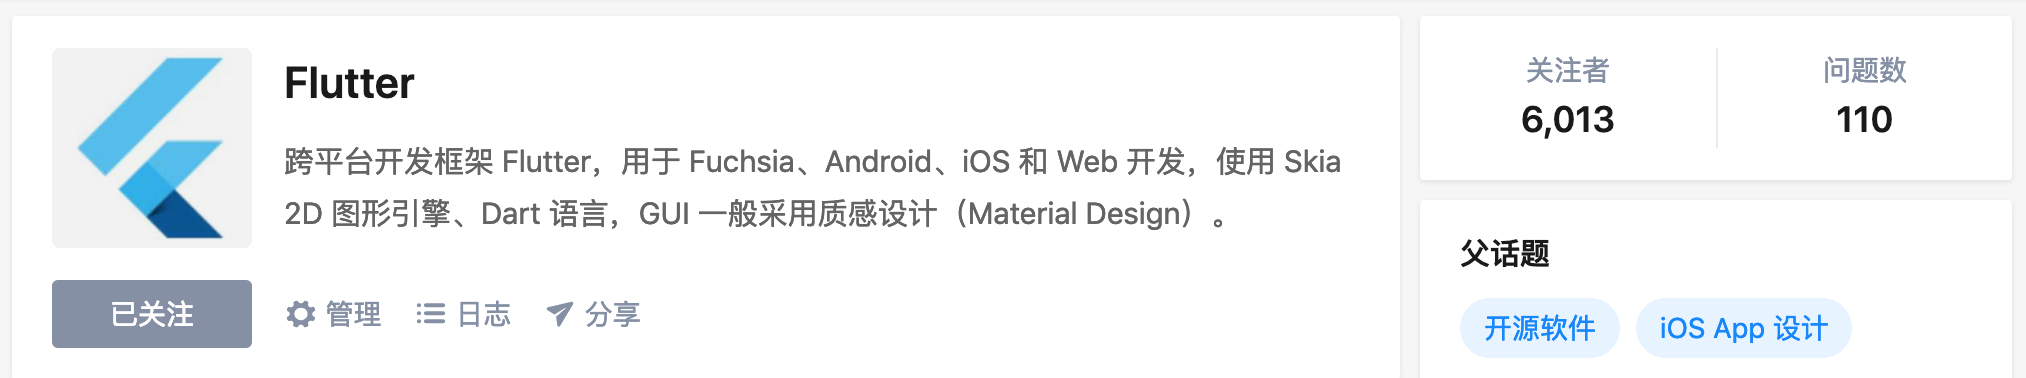 Flutter
跨平台开发框架 Flutter，用于 Fuchsia、Android、iOS 和 Web 开发，使用 Skia
2D 图形引擎、Dart 语言，GUI 一般采用质感设计（Material Design）。
已关注
管理
日志
分享
关注者
6,013
问题数
110
父话题
开源软件
iOS App 设计